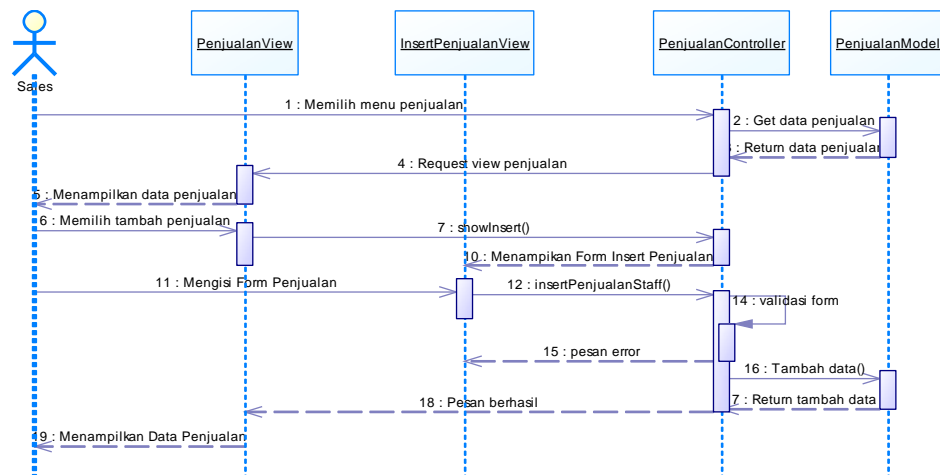 PenjualanView
InsertPenjualanView
PenjualanController
PenjualanModel
Sales
1 : Memilih menu penjualan
2 : Get data penjualan
: Return data penjualan
4 : Request view penjualan
5 : Menampilkan data penjualan
6 : Memilih tambah penjualan
7 : showInsert()
10 : Menampikan Form Insert Penjualan
11 : Mengisi Form Penjualan
12 : insertPenjualanStaff()
14 : validasi form
15 : pesan error
16 : Tambah data()
7 : Return tambah data
18 : Pesan berhasil
19 : Menampilkan Data Penjualan